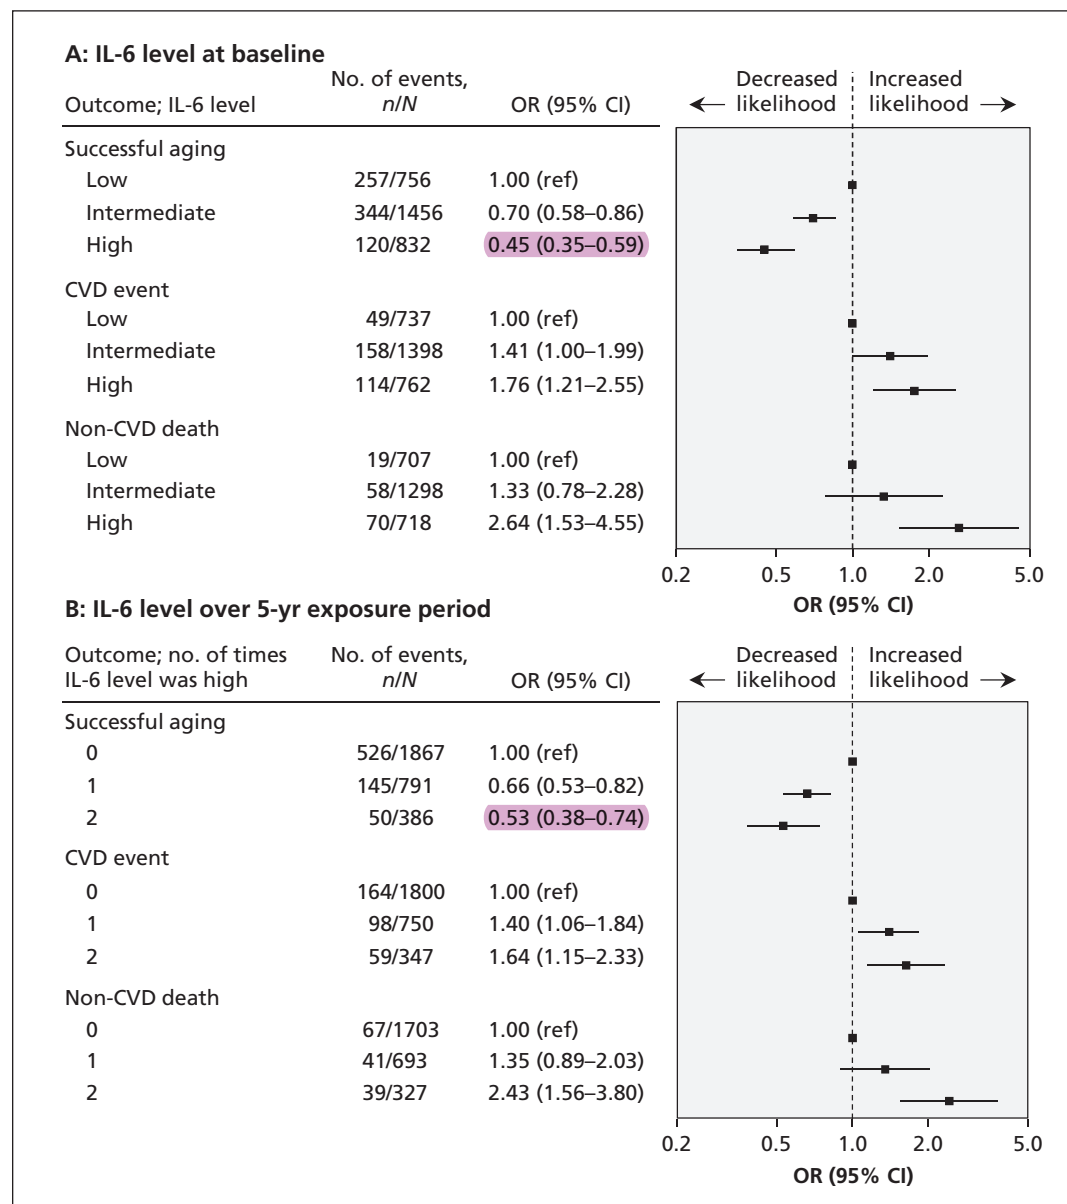 A: IL-6 level at baseline
Outcome; IL-6 level No. of events, n/N OR (95% CI) Decreased likelihood Increased likelihood
Successful aging
Low 257/756 1.00 (ref)
Intermediate 344/1456 0.70 (0.58–0.86)
High 120/832 0.45 (0.35–0.59)
CVD event
Low 49/737 1.00 (ref)
Intermediate 158/1398 1.41 (1.00–1.99)
High 114/762 1.76 (1.21–2.55)
Non-CVD death
Low 19/707 1.00 (ref)
Intermediate 58/1298 1.33 (0.78–2.28)
High 70/718 2.64 (1.53–4.55)
0.2 0.5 1.0 2.0 5.0
OR (95% CI)
B: IL-6 level over 5-yr exposure period
Outcome; no. of times IL-6 level was high No. of events, n/N OR (95% CI) Decreased likelihood Increased likelihood
Successful aging
0 526/1867 1.00 (ref)
1 145/791 0.66 (0.53–0.82)
2 50/386 0.53 (0.38–0.74)
CVD event
0 164/1800 1.00 (ref)
1 98/750 1.40 (1.06–1.84)
2 59/347 1.64 (1.15–2.33)
Non-CVD death
0 67/1703 1.00 (ref)
1 41/693 1.35 (0.89–2.03)
2 39/327 2.43 (1.56–3.80)
0.2 0.5 1.0 2.0 5.0
OR (95% CI)